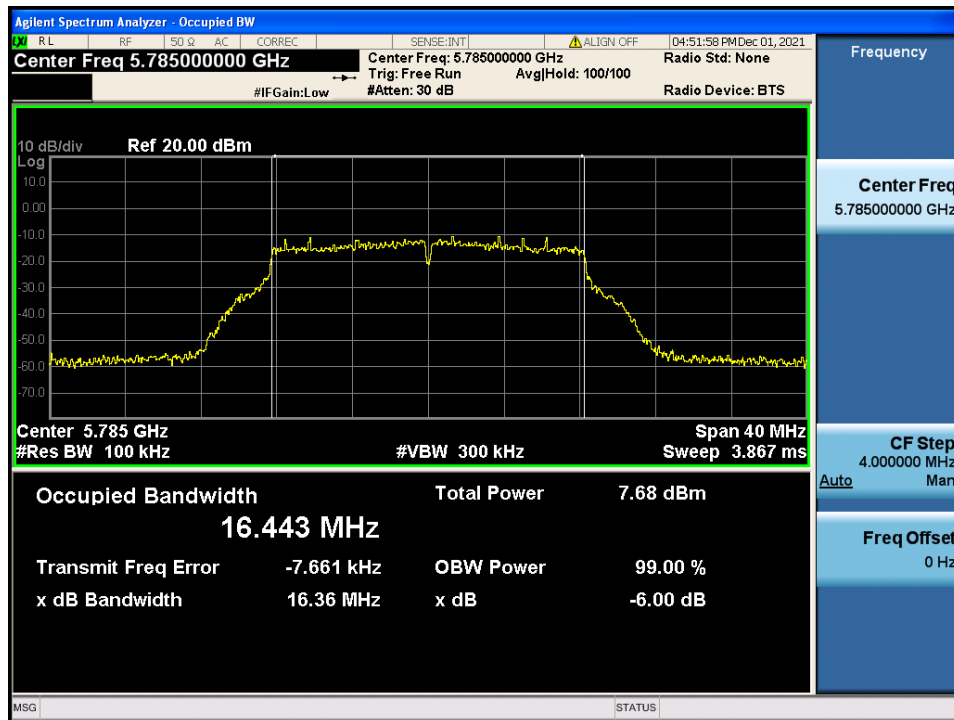 Agilent Spectrum Analyzer - Occupied BW
LXI RL RF 50 Ω AC CORREC SENSE:INT ALIGN OFF 04:51:58 PM Dec 01, 2021
Center Freq 5.785000000 GHz
Center Freq: 5.785000000 GHz
Radio Std: None
Trig: Free Run Avg|Hold: 100/100
#IFGain:Low
#Atten: 30 dB
Radio Device: BTS
10 dB/div Ref 20.00 dBm
Log
10.0
0.00
-10.0
-20.0
-30.0
-40.0
-50.0
-60.0
-70.0
Center 5.785 GHz Span 40 MHz
#Res BW 100 kHz #VBW 300 kHz Sweep 3.867 ms
Occupied Bandwidth Total Power 7.68 dBm
16.443 MHz
Transmit Freq Error -7.661 kHz OBW Power 99.00 %
x dB Bandwidth 16.36 MHz x dB -6.00 dB
Frequency
Center Freq
5.785000000 GHz
CF Step
4.000000 MHz
Auto Man
Freq Offset
0 Hz
MSG STATUS